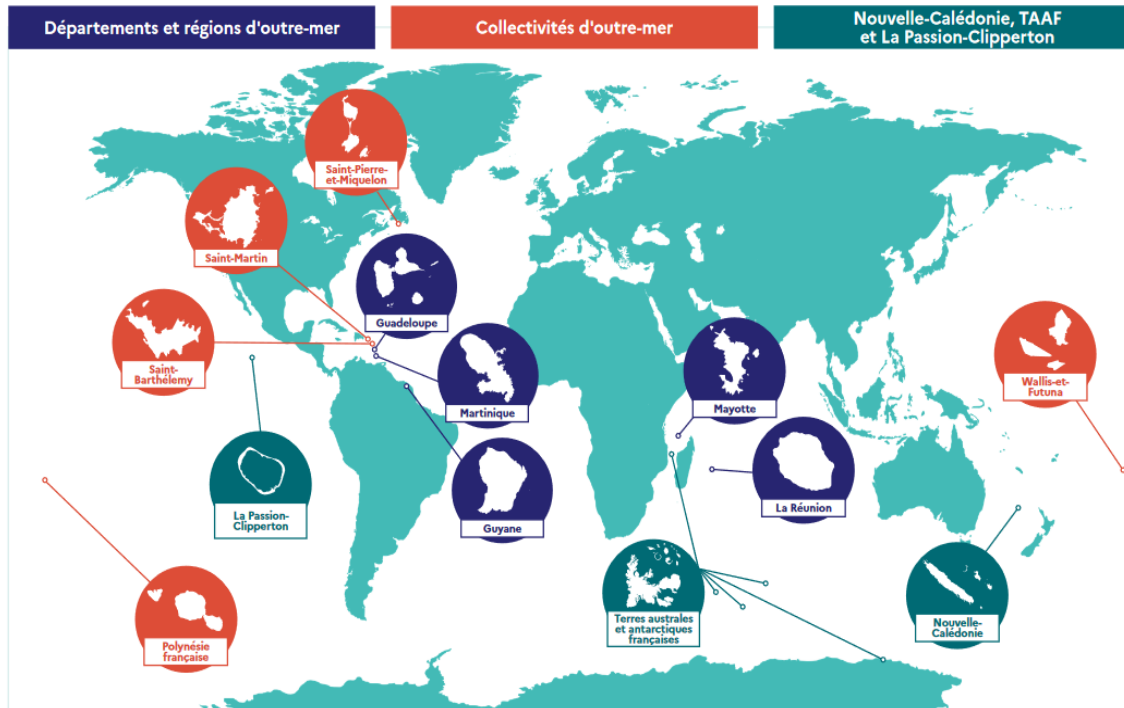 Départements et régions d'outre-mer
Collectivités d'outre-mer
Nouvelle-Calédonie, TAAF
et La Passion-Clipperton
Saint-Pierre-
et-Miquelon
Saint-Martin
Guadeloupe
Saint-
Barthélemy
Martinique
Mayotte
Wallis-et-
Futuna
La Passion-
Clipperton
Guyane
La Réunion
Terres australes
et antarctiques
françaises
Nouvelle-
Calédonie
Polynésie
française